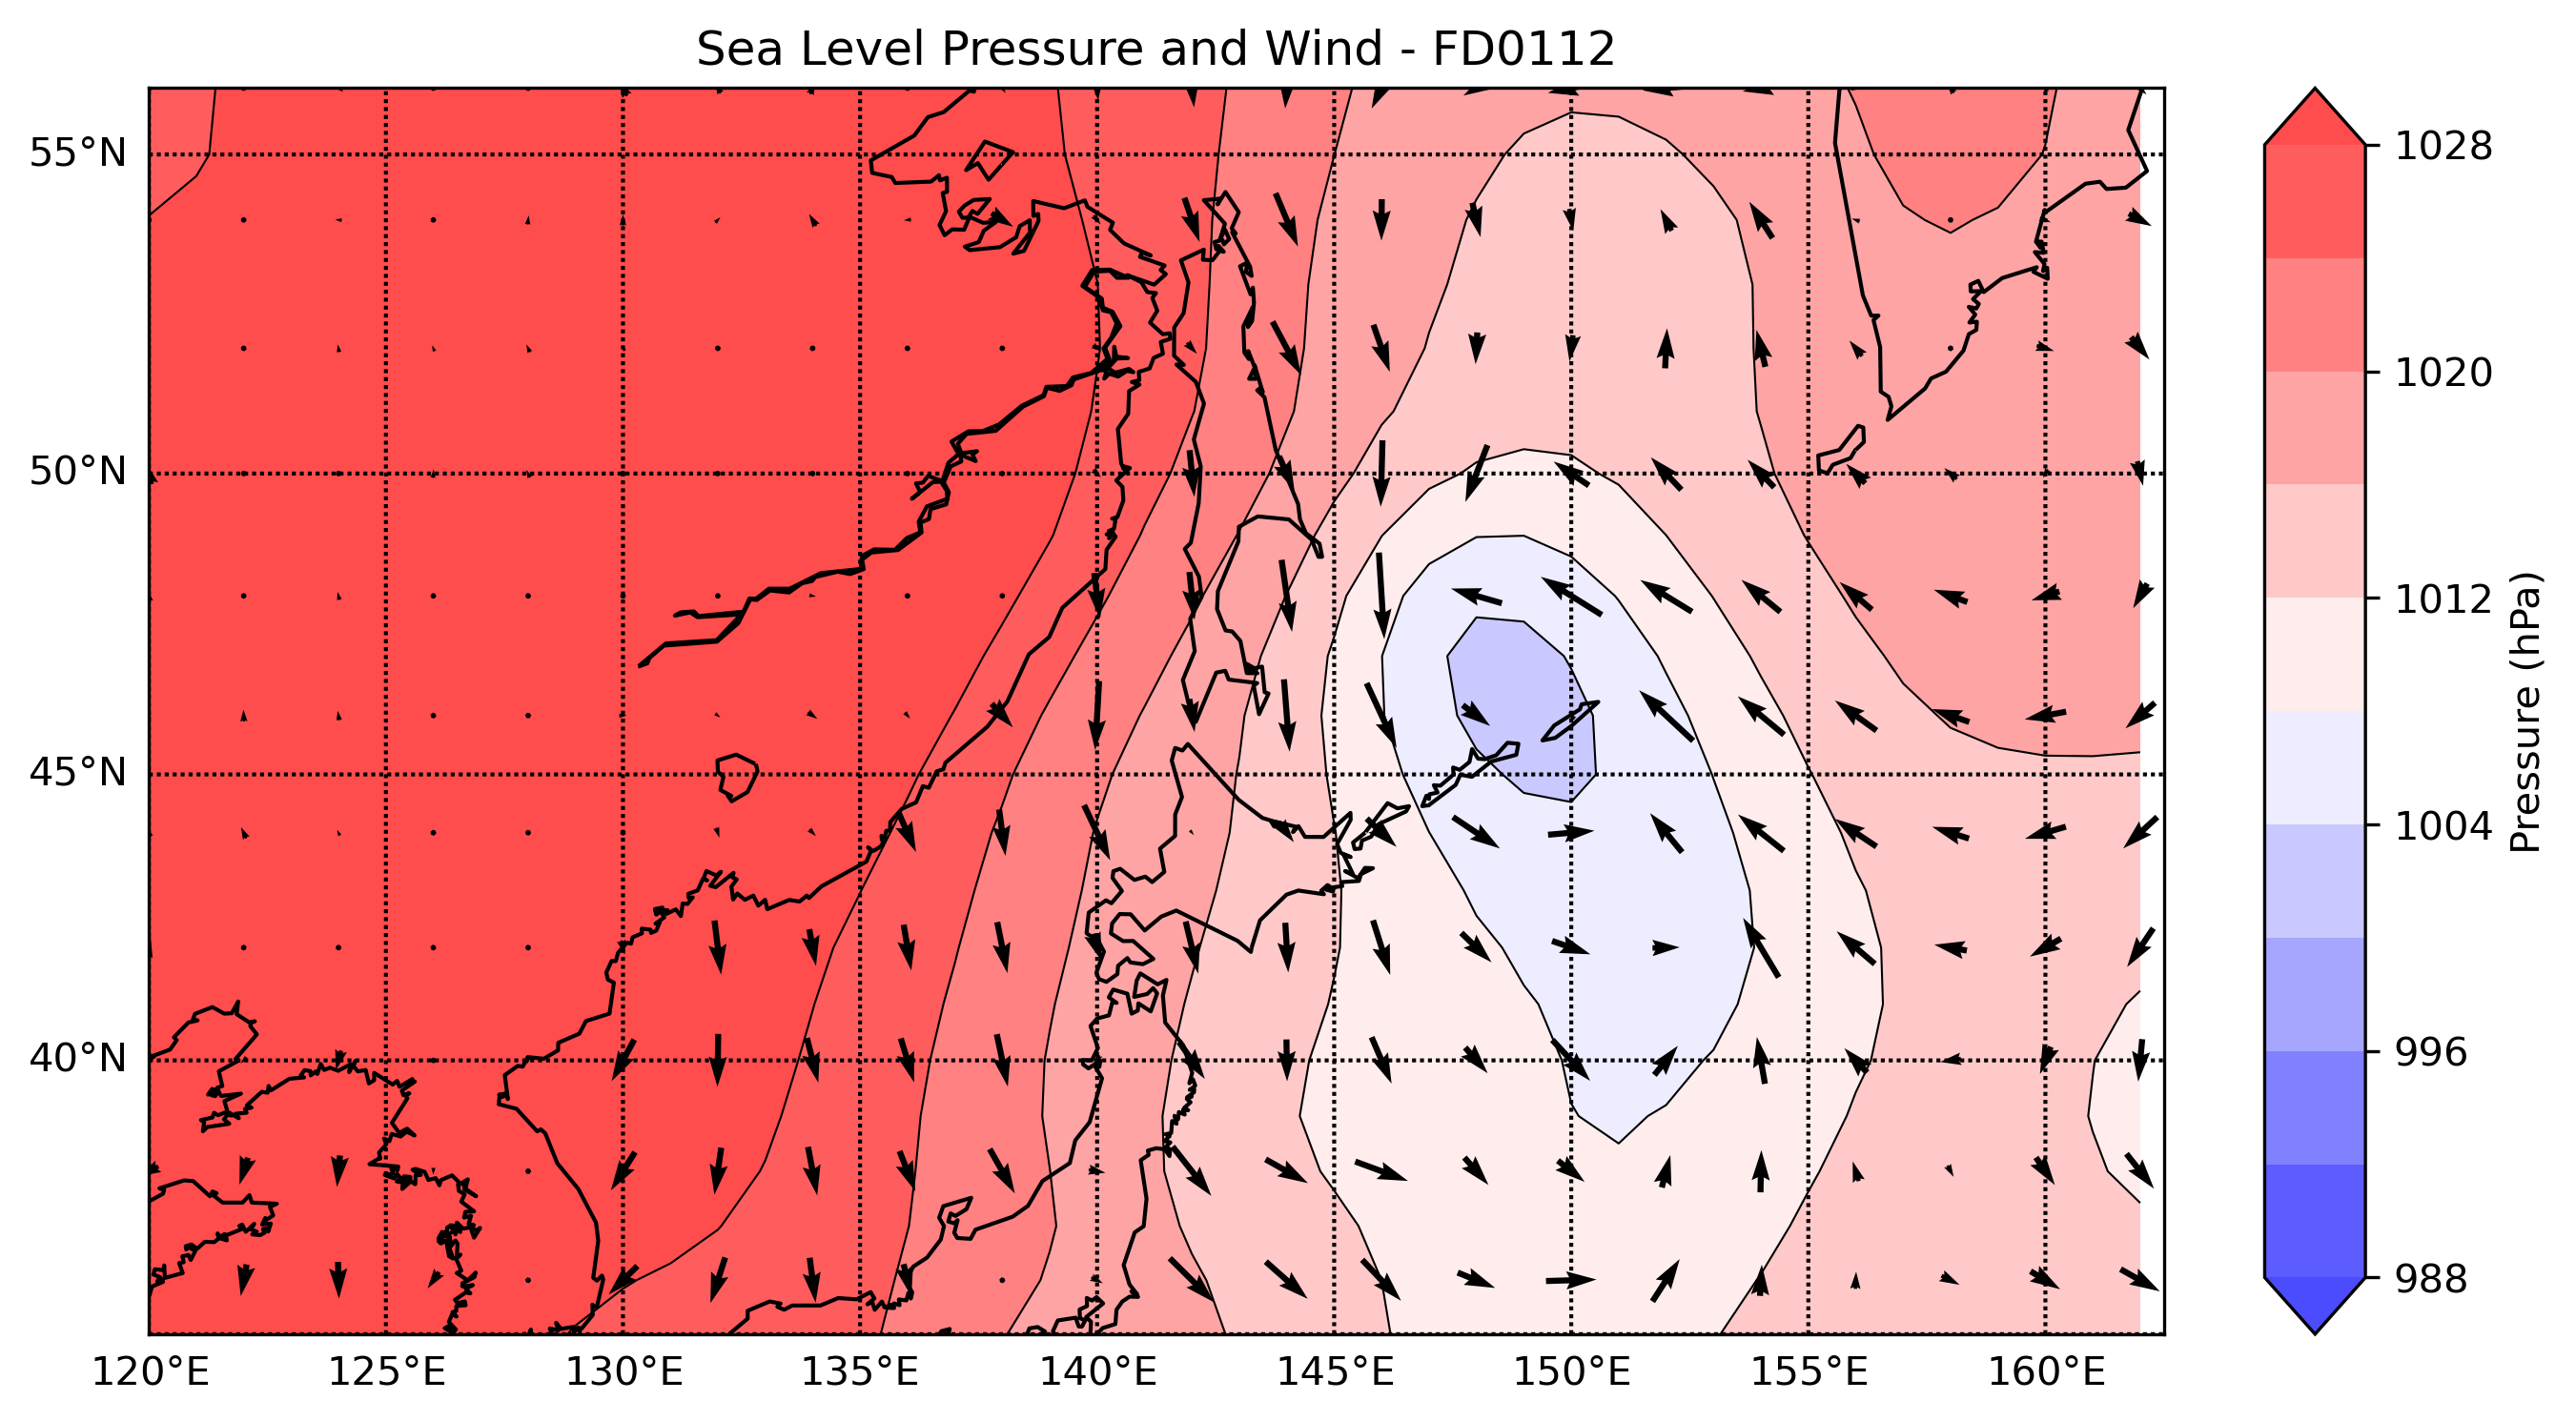 Sea Level Pressure and Wind - FD0112
55°N
50°N
45°N
40°N
120°E 125°E 130°E 135°E 140°E 145°E 150°E 155°E 160°E
1028
1020
1012
1004
996
988
Pressure (hPa)